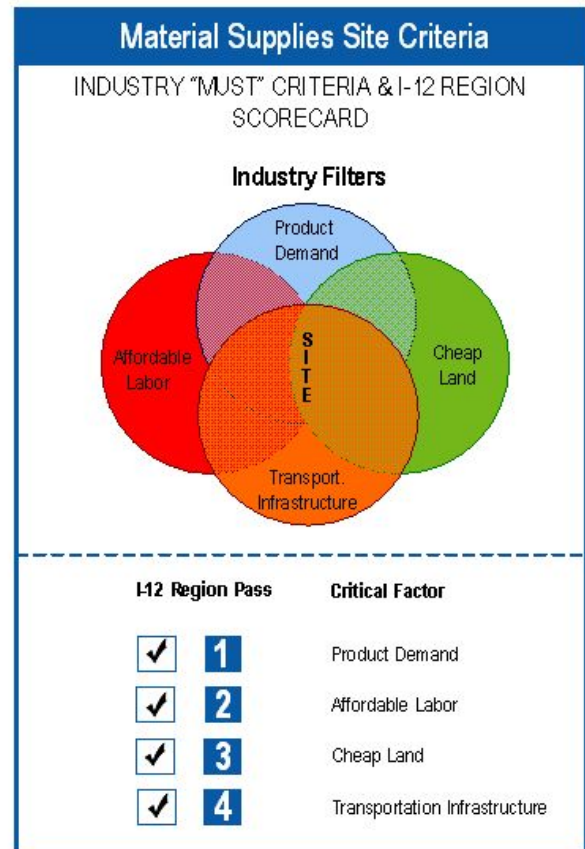 Material Supplies Site Criteria
INDUSTRY “MUST” CRITERIA & I-12 REGION
SCORECARD
Industry Filters
Product
Demand
Affordable
Labor
SITE
Cheap
Land
Transport.
Infrastructure
I-12 Region Pass Critical Factor
1 Product Demand
2 Affordable Labor
3 Cheap Land
4 Transportation Infrastructure